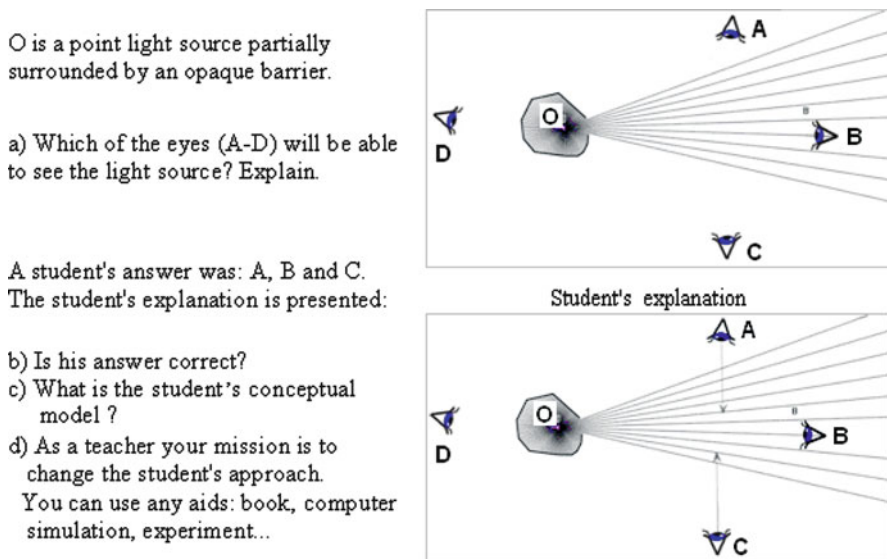 O is a point light source partially
surrounded by an opaque barrier.
a) Which of the eyes (A-D) will be able
to see the light source? Explain.
A student's answer was: A, B and C.
The student's explanation is presented:
b) Is his answer correct?
c) What is the student's conceptual
model ?
d) As a teacher your mission is to
change the student's approach.
You can use any aids: book, computer
simulation, experiment...
A
O
B
B
D
C
Student's explanation
A
O
B
B
D
C